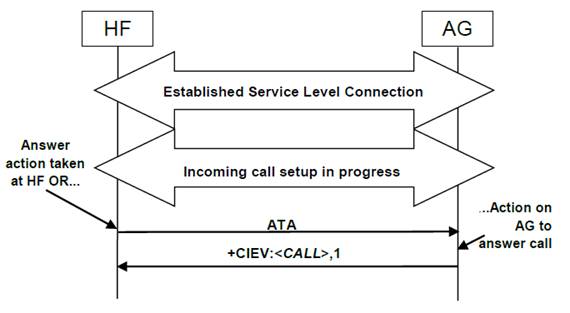 HF
AG
Established Service Level Connection
Answer
action taken
at HF OR...
Incoming call setup in progress
...Action on
AG to
answer call
ATA
+CIEV:<CALL>,1